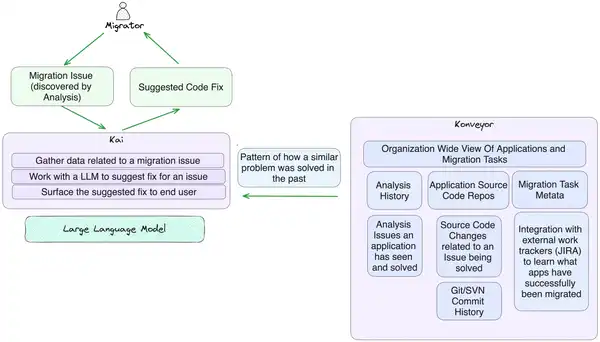 Migrator
Migration Issue
(discovered by
Analysis)
Suggested Code Fix
Kai
Gather data related to a migration issue
Work with a LLM to suggest fix for an issue
Surface the suggested fix to end user
Large Language Model
Pattern of how a similar
problem was solved in
the past
Konveyor
Organization Wide View Of Applications and
Migration Tasks
Analysis
History
Application Source
Code Repos
Migration Task
Metata
Analysis
Issues an
application
has seen
and solved
Source Code
Changes
related to an
Issue being
solved
Git/SVN
Commit
History
Integration with
external work
trackers (JIRA)
to learn what
apps have
successfully
been migrated